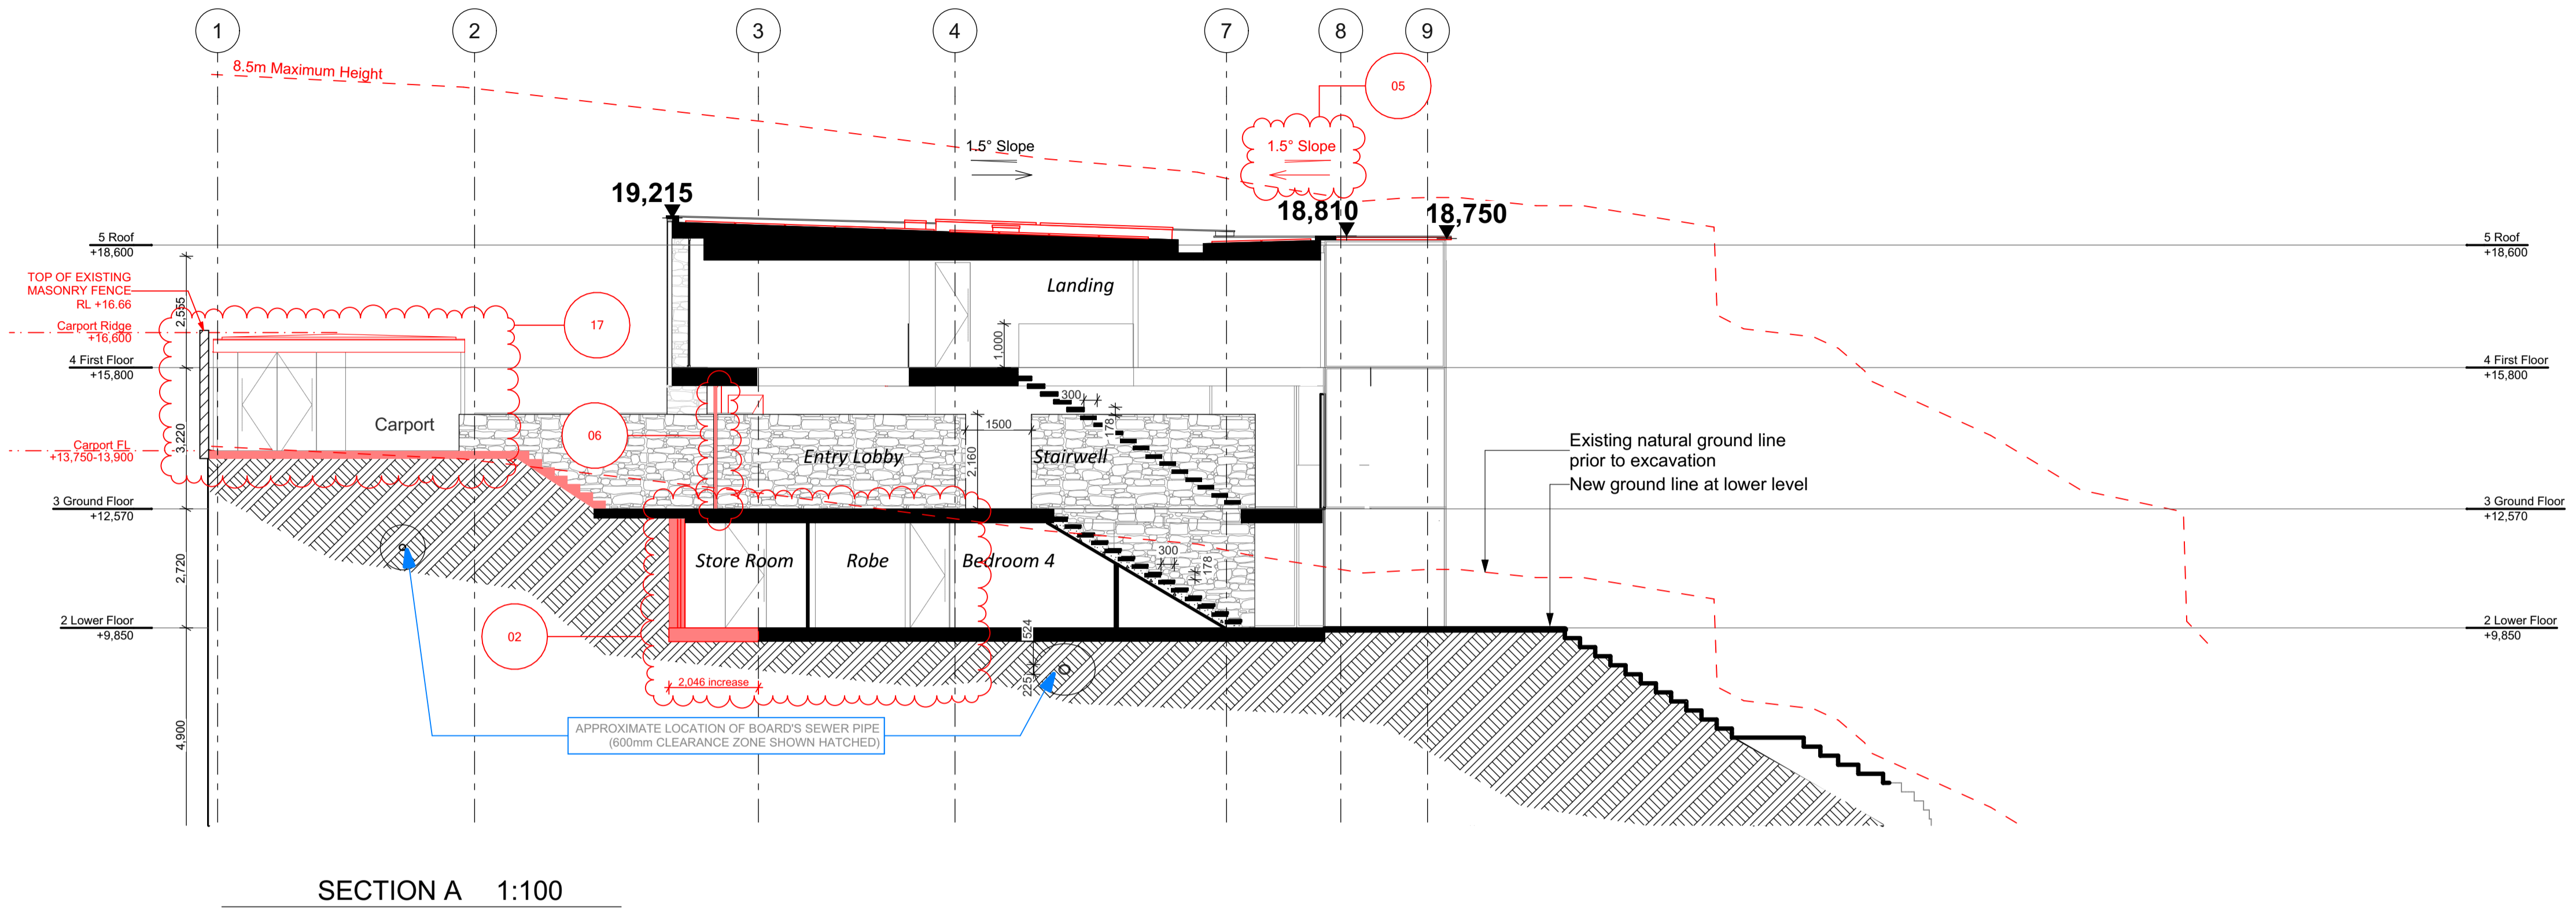 1
2
3
4
7
8
9
8.5m Maximum Height
05
1.5° Slope
1.5° Slope
19,215
18,810
18,750
5 Roof
+18,600
5 Roof
+18,600
TOP OF EXISTING
MASONRY FENCE
RL +16.66
2,555
Landing
17
Carport Ridge
+16,600
1,000
4 First Floor
+15,800
4 First Floor
+15,800
300
178
Carport
06
1500
Carport FL
+13,750-13,900
3,220
Entry Lobby
2,160
Stairwell
Existing natural ground line
prior to excavation
New ground line at lower level
3 Ground Floor
+12,570
3 Ground Floor
+12,570
2,720
Store Room
Robe
Bedroom 4
300
178
2 Lower Floor
+9,850
02
524
2 Lower Floor
+9,850
2,046 increase
225
4,900
APPROXIMATE LOCATION OF BOARD'S SEWER PIPE
(600mm CLEARANCE ZONE SHOWN HATCHED)
SECTION A 1:100